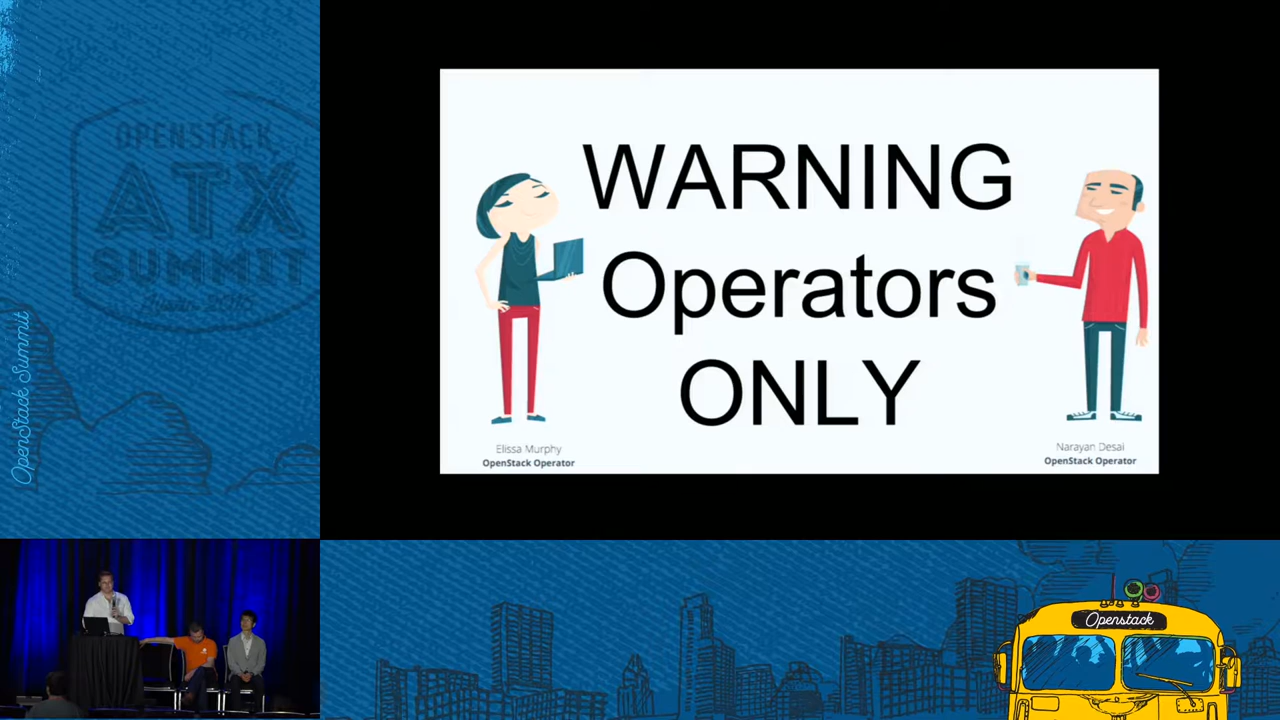 OPENSTACK
ATX
SUMMIT
OpenStack Summit
WARNING
Operators
ONLY
Elissa Murphy
OpenStack Operator
Narayan Desai
OpenStack Operator
Openstack